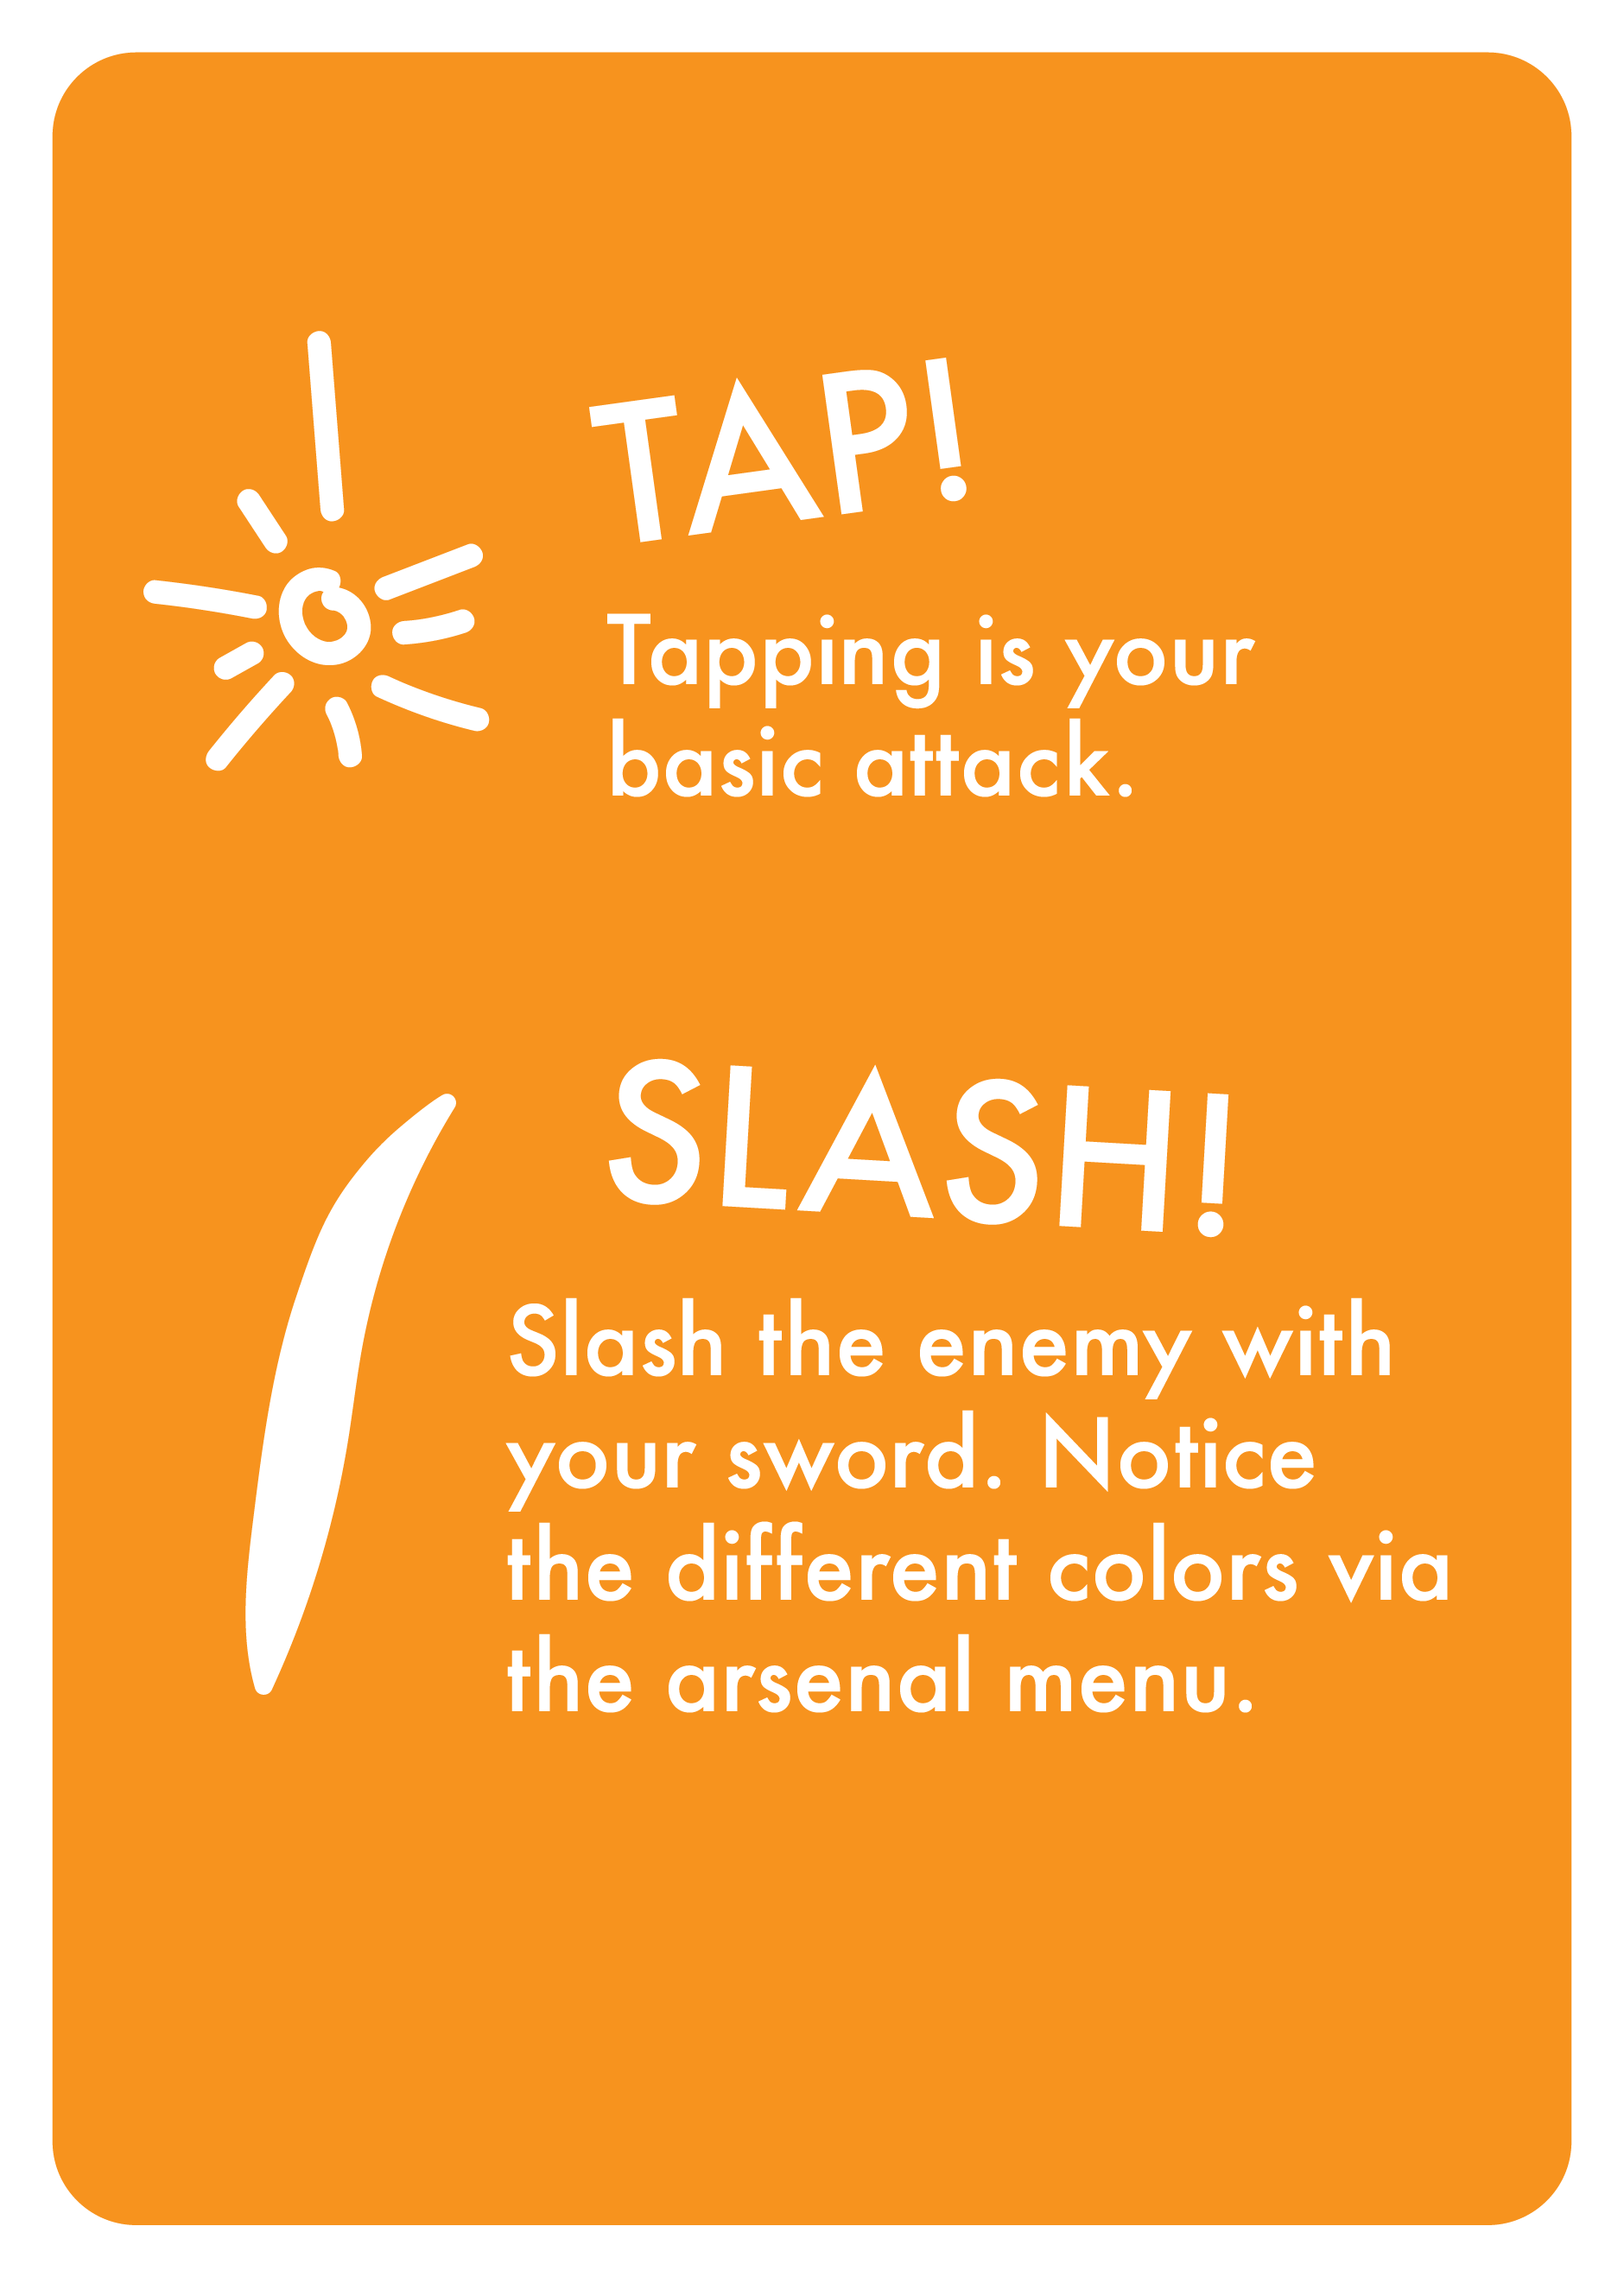 TAP!
Tapping is your
basic attack.
SLASH!
Slash the enemy with
your sword. Notice
the different colors via
the arsenal menu.